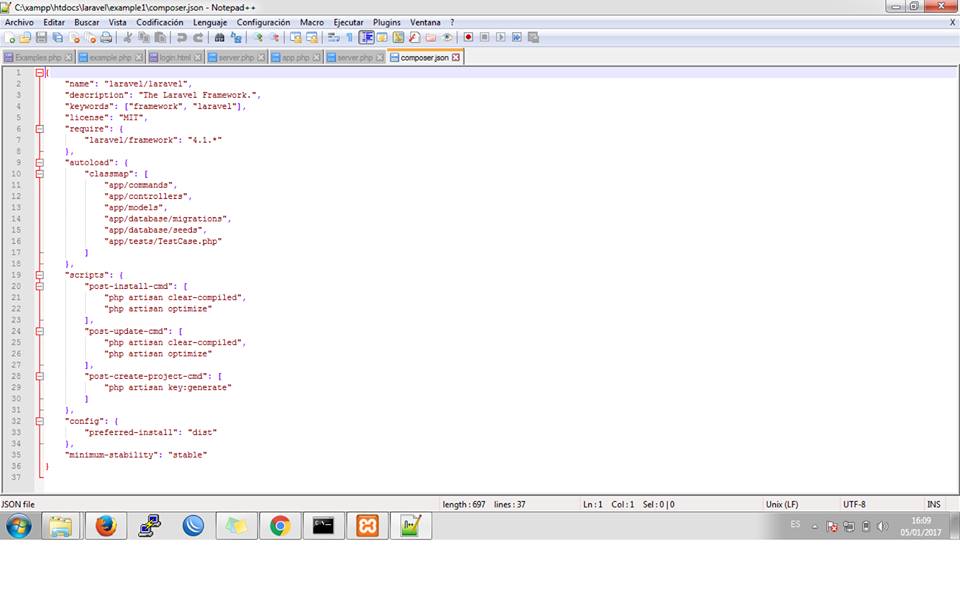 C:\xampp\htdocs\laravel\example1\composer.json - Notepad++
Archivo Editar Buscar Vista Codificación Lenguaje Configuración Macro Ejecutar Plugins Ventana ? X
Examples.php example.php login.html server.php app.php server.php composer.json
1 {
2 "name": "laravel/laravel",
3 "description": "The Laravel Framework.",
4 "keywords": ["framework", "laravel"],
5 "license": "MIT",
6 "require": {
7 "laravel/framework": "4.1.*"
8 },
9 "autoload": {
10 "classmap": [
11 "app/commands",
12 "app/controllers",
13 "app/models",
14 "app/database/migrations",
15 "app/database/seeds",
16 "app/tests/TestCase.php"
17 ]
18 },
19 "scripts": {
20 "post-install-cmd": [
21 "php artisan clear-compiled",
22 "php artisan optimize"
23 ],
24 "post-update-cmd": [
25 "php artisan clear-compiled",
26 "php artisan optimize"
27 ],
28 "post-create-project-cmd": [
29 "php artisan key:generate"
30 ]
31 },
32 "config": {
33 "preferred-install": "dist"
34 },
35 "minimum-stability": "stable"
36 }
37
JSON file length : 697 lines : 37 Ln : 1 Col : 1 Sel : 0 | 0 Unix (LF) UTF-8 INS
ES 16:09
05/01/2017